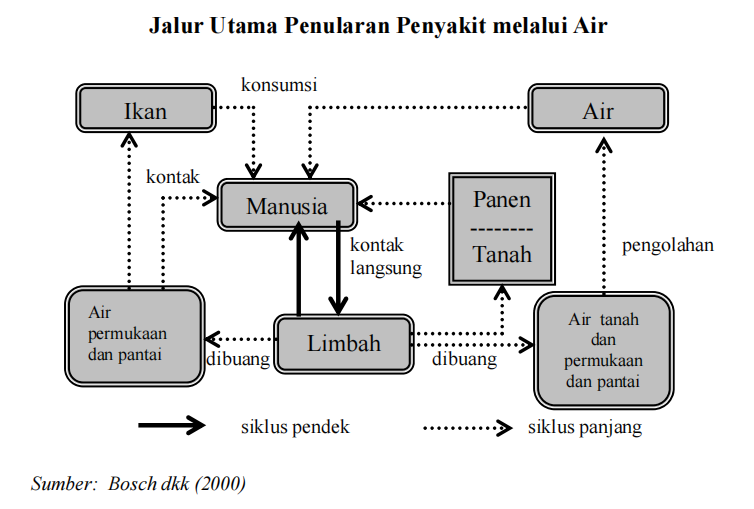 Jalur Utama Penularan Penyakit melalui Air
konsumsi
Ikan
Air
kontak
Manusia
Panen
--------
Tanah
kontak
langsung
pengolahan
Air
permukaan
dan pantai
dibuang
Limbah
dibuang
Air tanah
dan
permukaan
dan pantai
siklus pendek
siklus panjang
Sumber: Bosch dkk (2000)